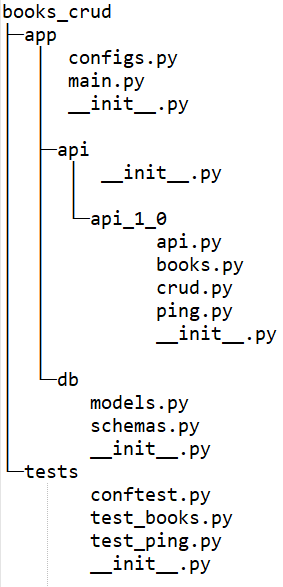 books_crud
app
configs.py
main.py
__init__.py
api
__init__.py
api_1_0
api.py
books.py
crud.py
ping.py
__init__.py
db
models.py
schemas.py
__init__.py
tests
conftest.py
test_books.py
test_ping.py
__init__.py